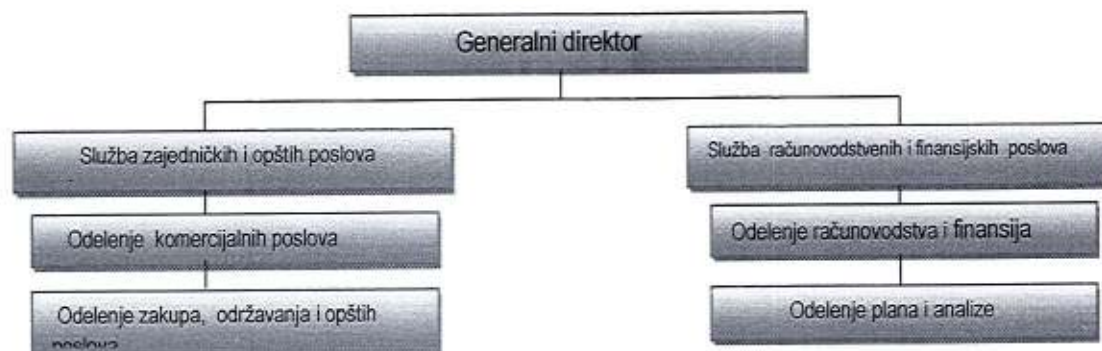 Generalni direktor
Služba zajedničkih i opštih poslova
Odelenje komercijalnih poslova
Odelenje zakupa, održavanja i opštih
poslova
Služba računovodstvenih i finansijskih poslova
Odelenje računovodstva i finansija
Odelenje plana i analize